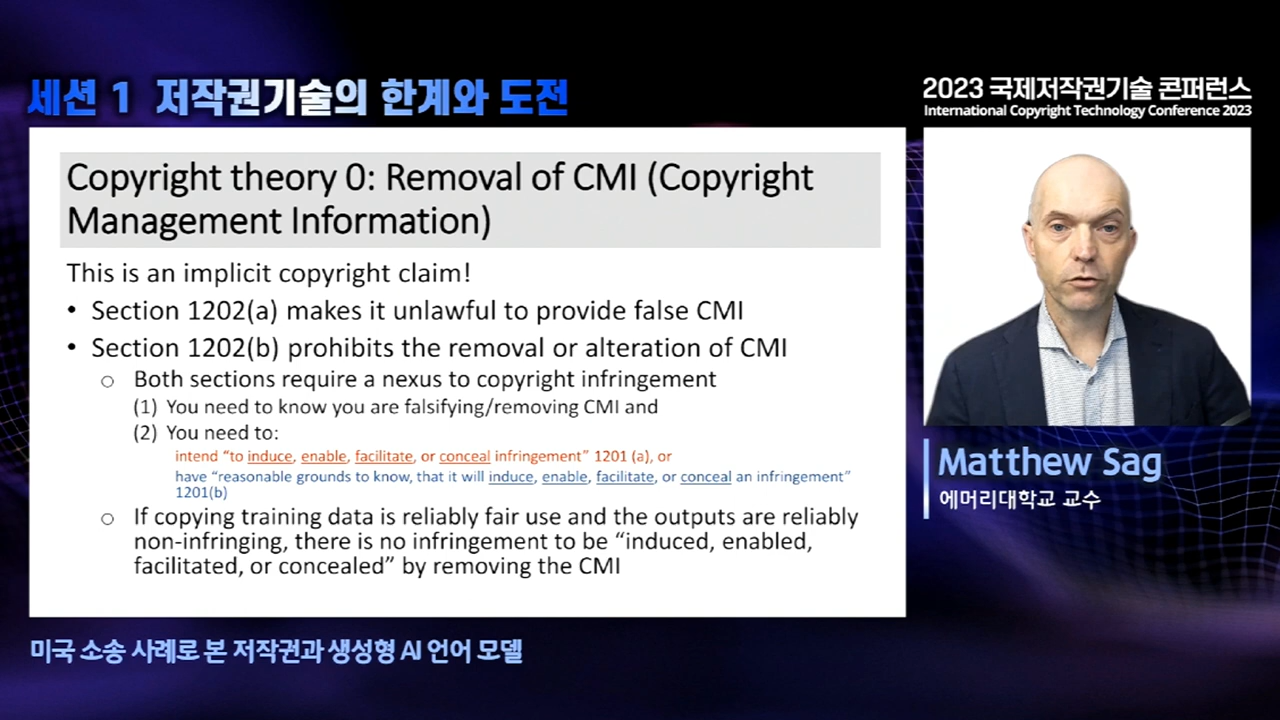 세션 1 저작권기술의 한계와 도전
2023 국제저작권기술 콘퍼런스
International Copyright Technology Conference 2023
Copyright theory 0: Removal of CMI (Copyright
Management Information)
This is an implicit copyright claim!
• Section 1202(a) makes it unlawful to provide false CMI
• Section 1202(b) prohibits the removal or alteration of CMI
○ Both sections require a nexus to copyright infringement
(1) You need to know you are falsifying/removing CMI and
(2) You need to:
intend “to induce, enable, facilitate, or conceal infringement” 1201 (a), or
have “reasonable grounds to know, that it will induce, enable, facilitate, or conceal an infringement”
1201(b)
○ If copying training data is reliably fair use and the outputs are reliably
non-infringing, there is no infringement to be “induced, enabled,
facilitated, or concealed” by removing the CMI
Matthew Sag
에머리대학교 교수
미국 소송 사례로 본 저작권과 생성형 AI 언어 모델